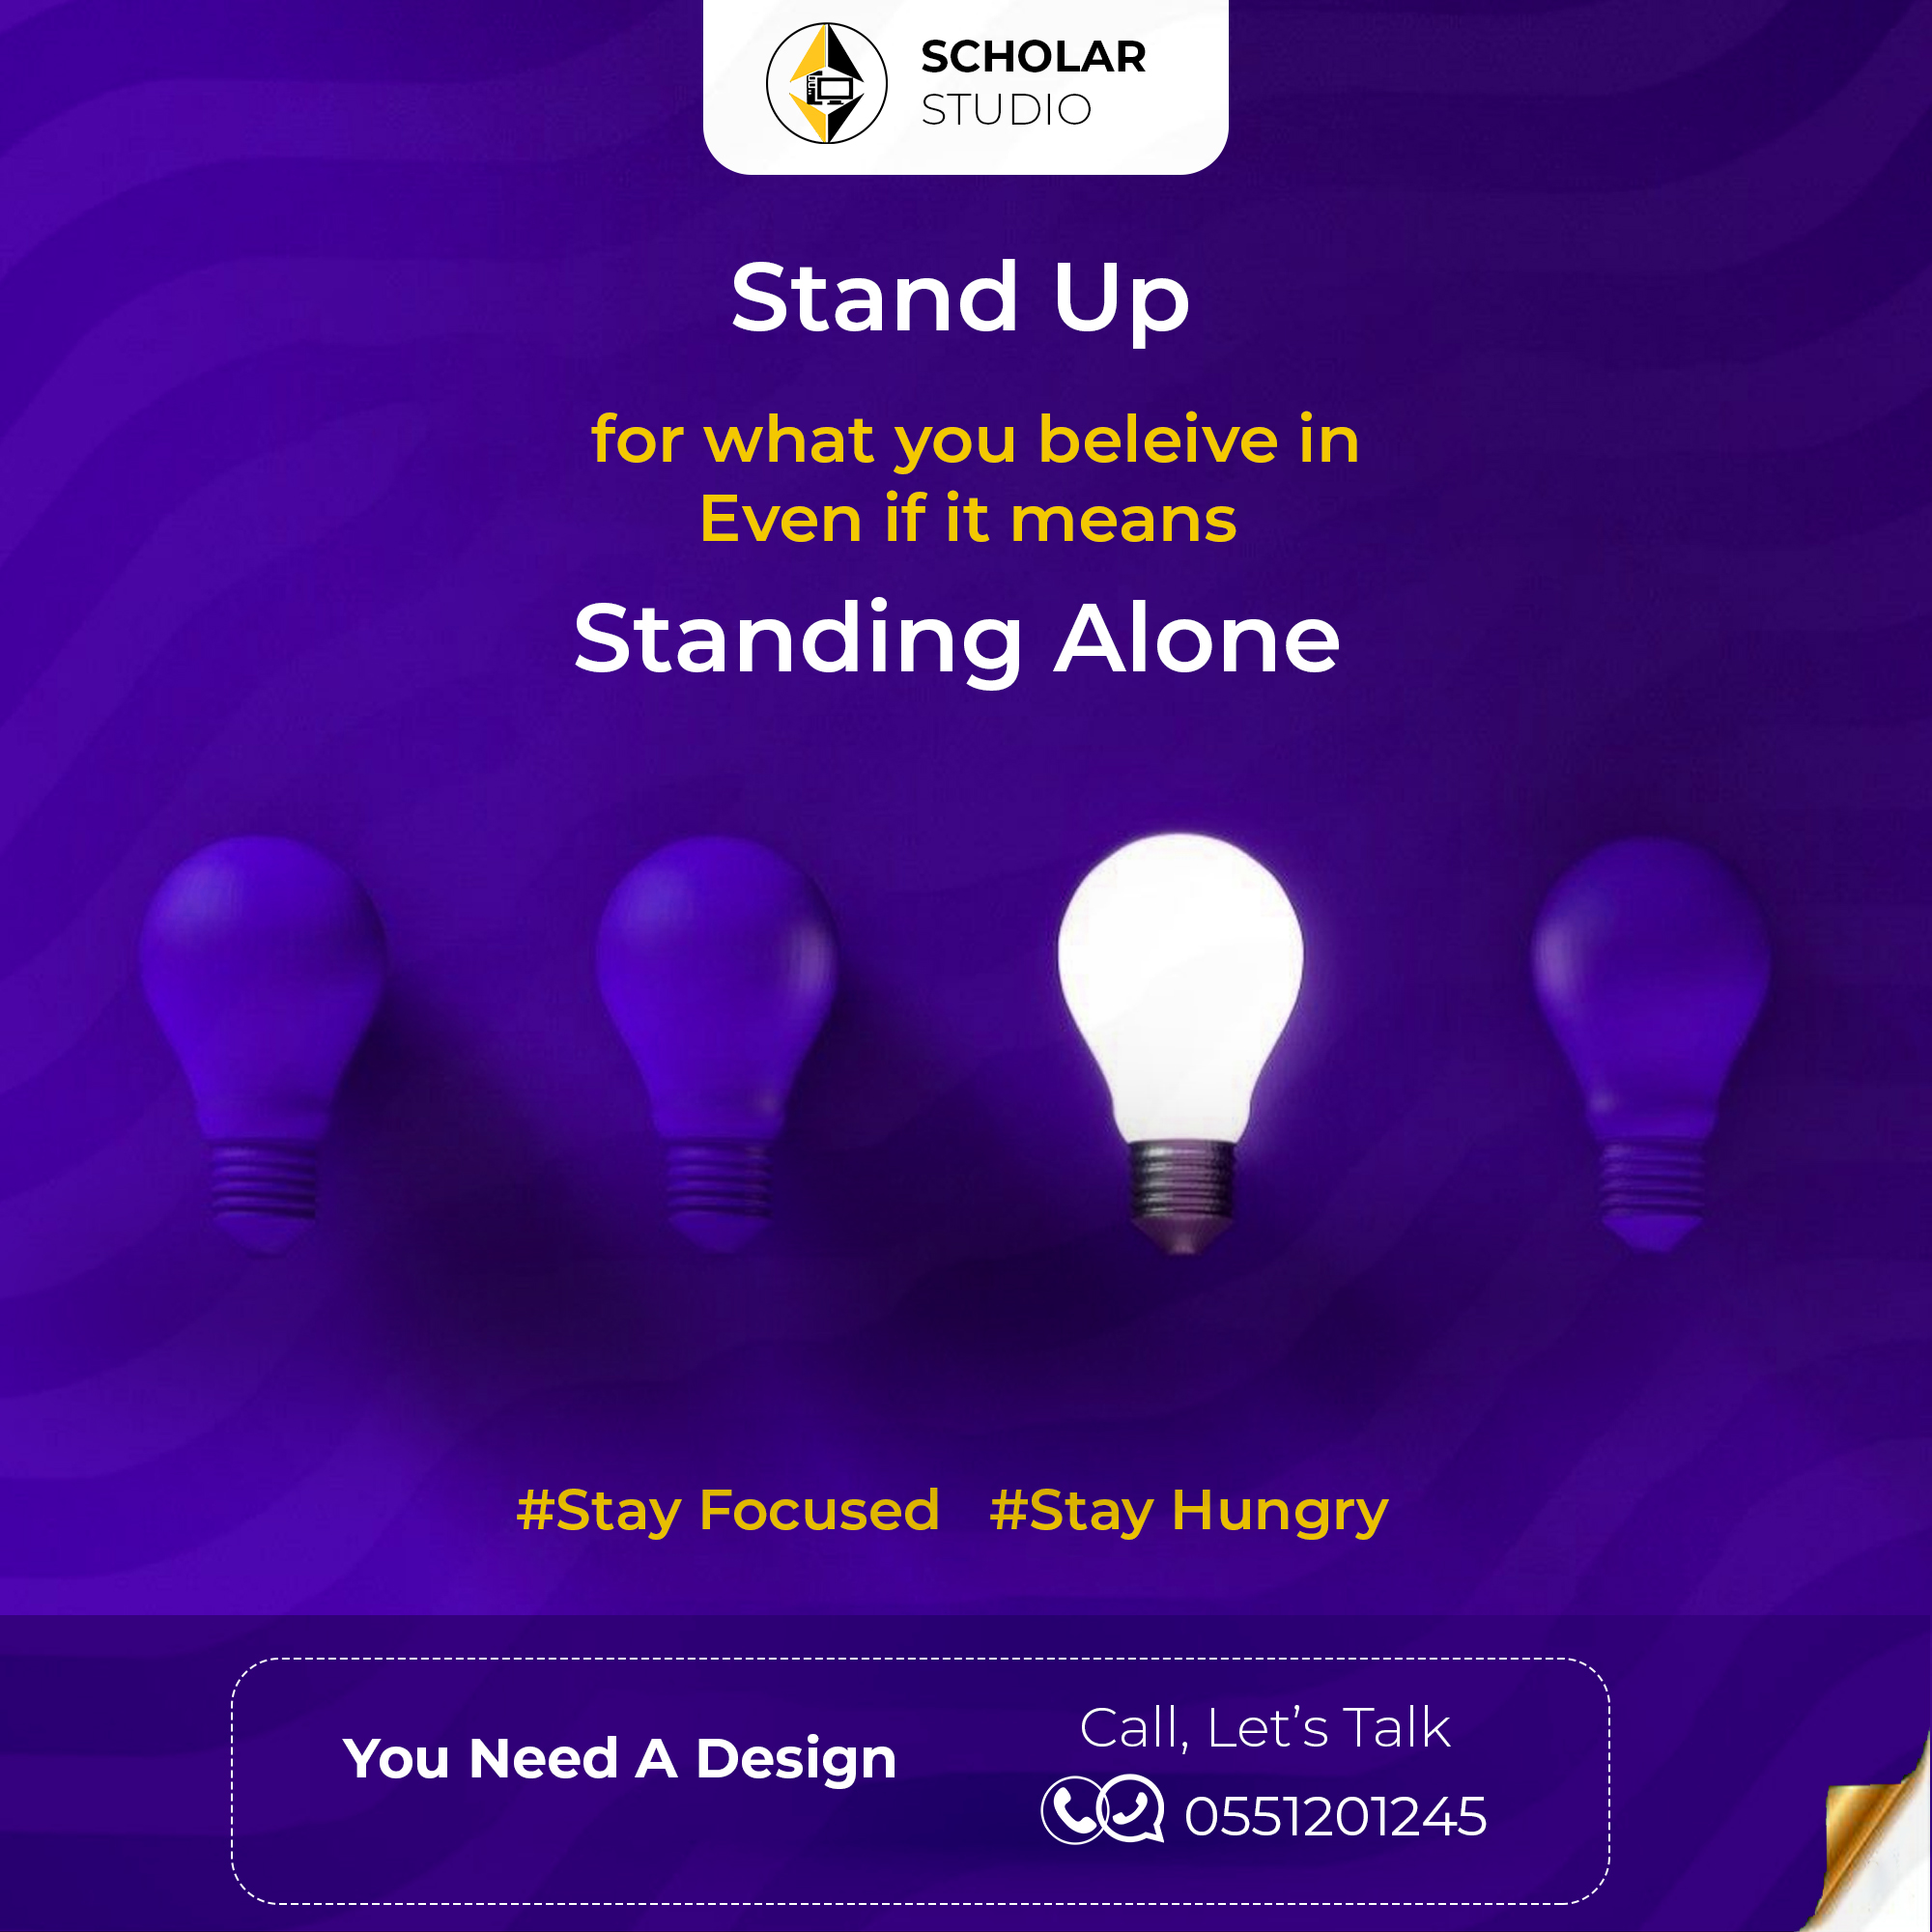 SCHOLAR
STUDIO
Stand Up
for what you beleive in
Even if it means
Standing Alone
#Stay Focused #Stay Hungry
You Need A Design
Call, Let’s Talk
0551201245